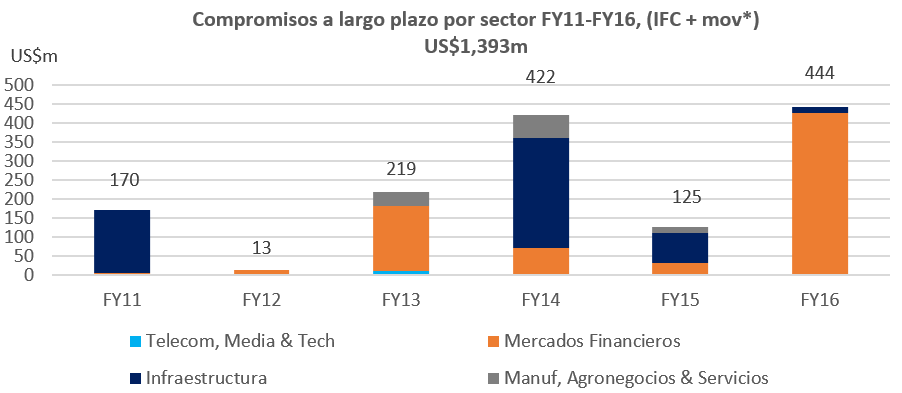 Compromisos a largo plazo por sector FY11-FY16, (IFC + mov*)
US$1,393m
US$m
500
450
400
350
300
250
200
150
100
50
0
170
13
219
422
125
444
FY11 FY12 FY13 FY14 FY15 FY16
Telecom, Media & Tech
Mercados Financieros
Infraestructura
Manuf, Agronegocios & Servicios